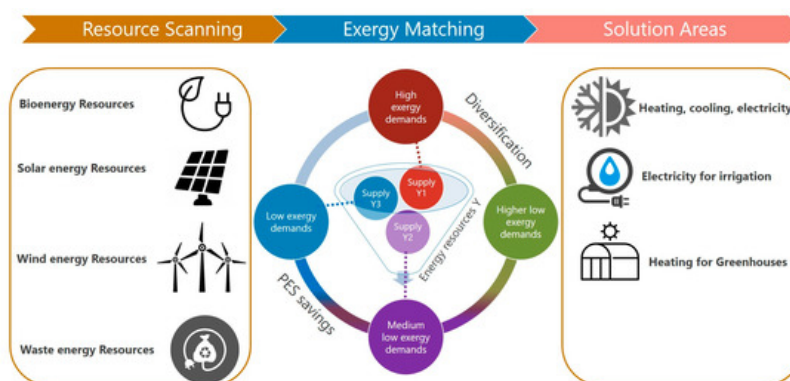 Resource Scanning
Exergy Matching
Solution Areas
Bioenergy Resources
Solar energy Resources
Wind energy Resources
Waste energy Resources
High
exergy
demands
Diversification
Supply
Y1
Supply
Y3
Supply
Y2
Low exergy
demands
Higher low
exergy
demands
Energy resources Y
PES savings
Medium
low exergy
demands
Heating, cooling, electricity
Electricity for irrigation
Heating for Greenhouses